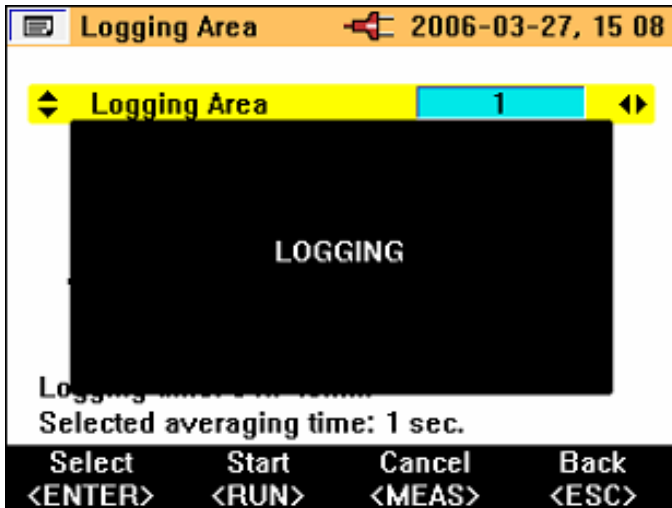 Logging Area 2006-03-27, 15 08
Logging Area 1
LOGGING
Selected averaging time: 1 sec.
Select Start Cancel Back
<ENTER> <RUN> <MEAS> <ESC>